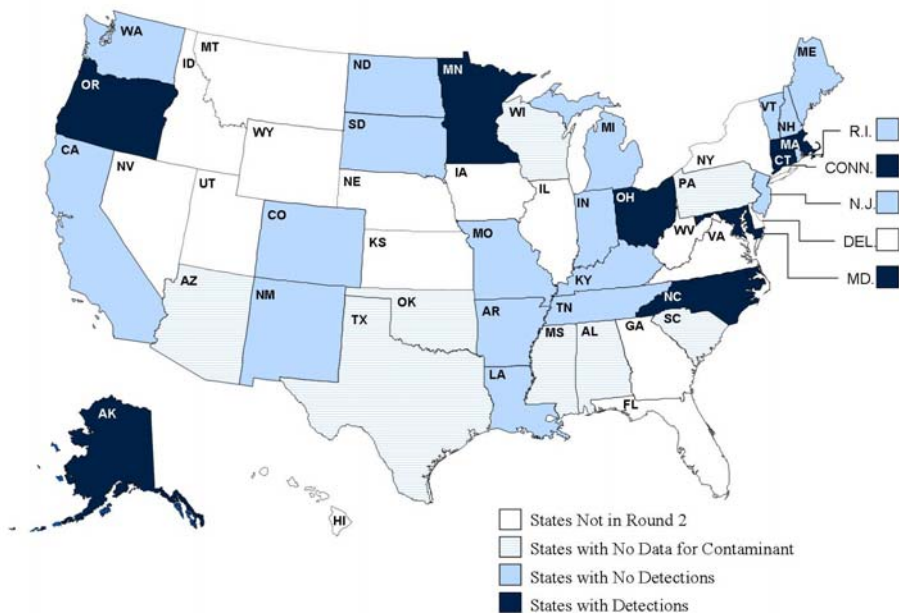 WA
MT
ME
ND
ID
MN
OR
VT
WI
NH
SD
MI
MA
R.I.
WY
CA
CT
CONN.
NY
NV
IA
NE
PA
N.J.
UT
IL
OH
IN
CO
WV
DEL.
MO
VA
KS
KY
MD.
AZ
NC
NM
OK
TN
AR
SC
TX
MS
AL
GA
LA
FL
AK
HI
States Not in Round 2
States with No Data for Contaminant
States with No Detections
States with Detections